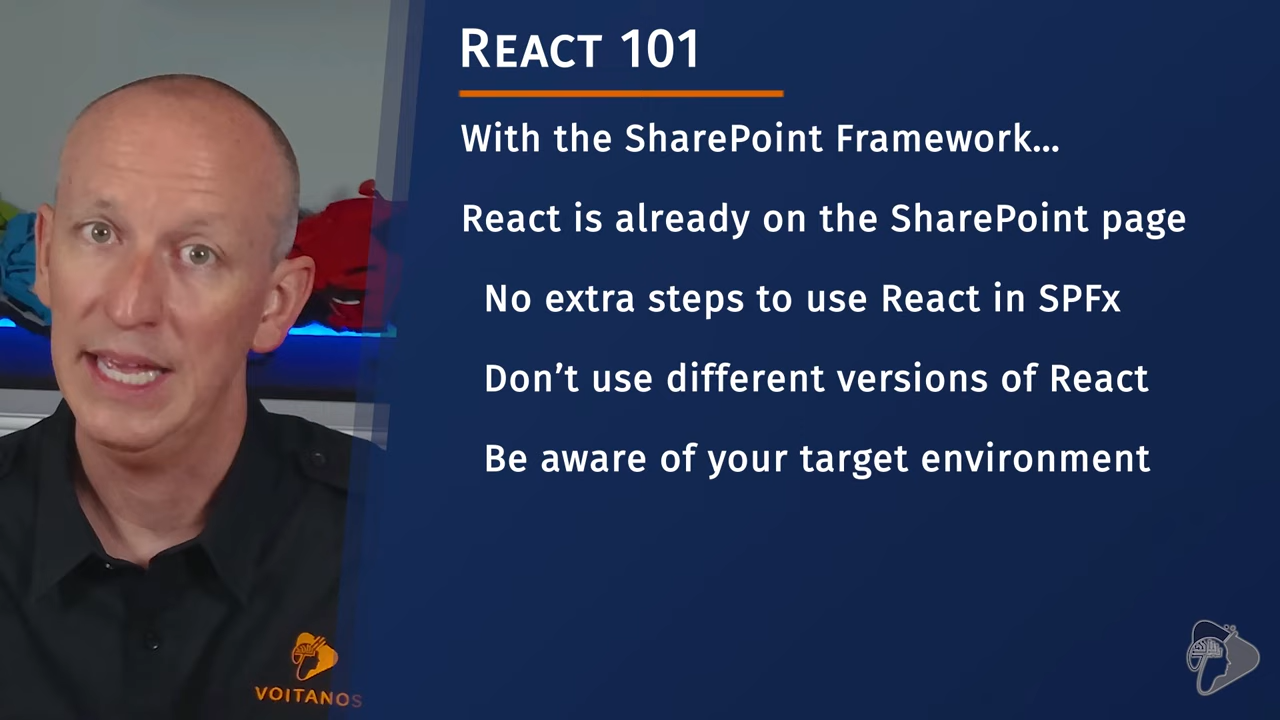 REACT 101
With the SharePoint Framework...
React is already on the SharePoint page
No extra steps to use React in SPFx
Don’t use different versions of React
Be aware of your target environment
VOITANOS